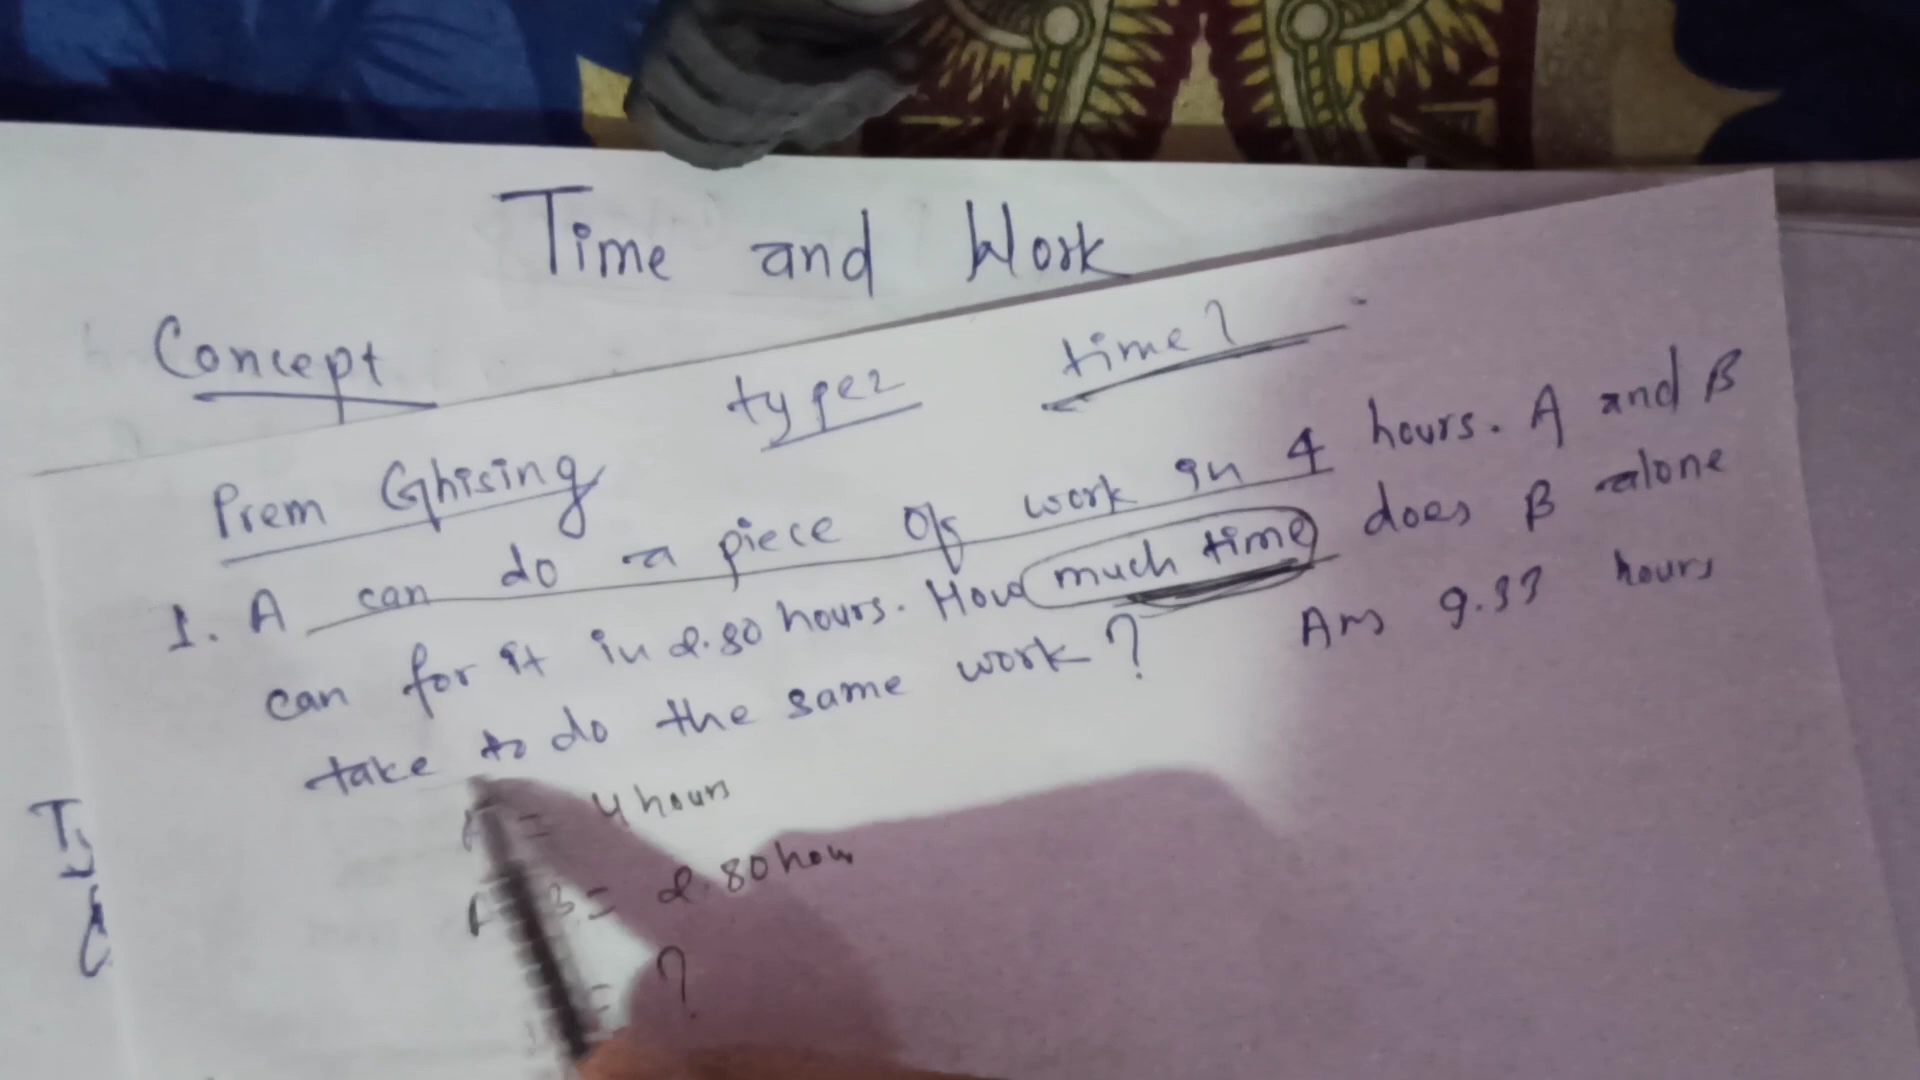 Time and Work
Concept
type2 time?
Prem Ghising
1. A can do a piece of work in 4 hours. A and B
can for it in 2.80 hours. How much time does B alone
take to do the same work? Ans 9.33 hours
= 4 hours
= 2.80 hour
= ?